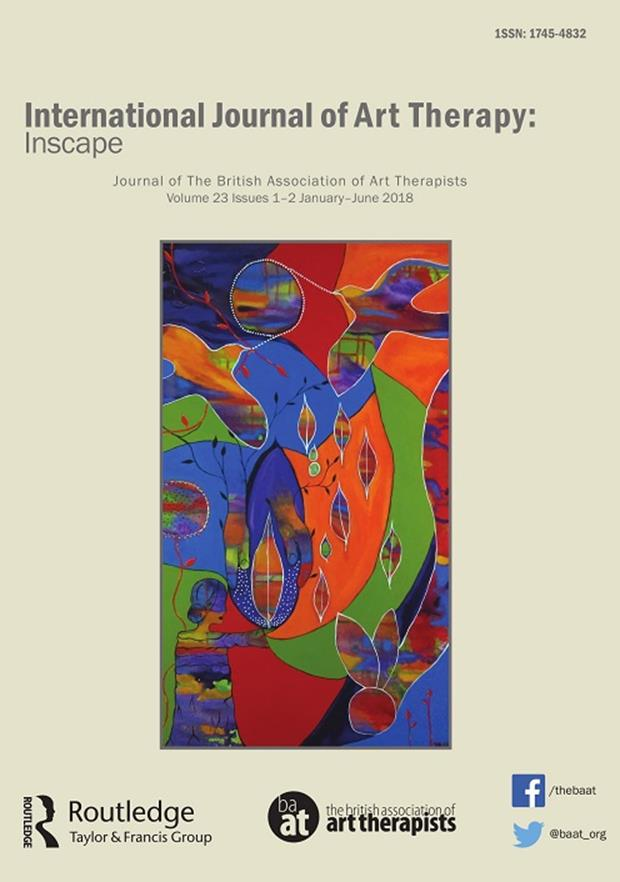 1SSN: 1745-4832
International Journal of Art Therapy:
Inscape
Journal of The British Association of Art Therapists
Volume 23 Issues 1–2 January–June 2018
ROUTLEDGE
Routledge
Taylor & Francis Group
ba
at
the british association of
art therapists
/thebaat
@baat_org